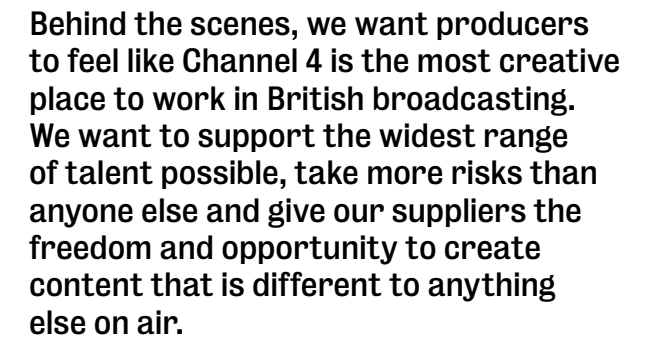 Behind the scenes, we want producers
to feel like Channel 4 is the most creative
place to work in British broadcasting.
We want to support the widest range
of talent possible, take more risks than
anyone else and give our suppliers the
freedom and opportunity to create
content that is different to anything
else on air.